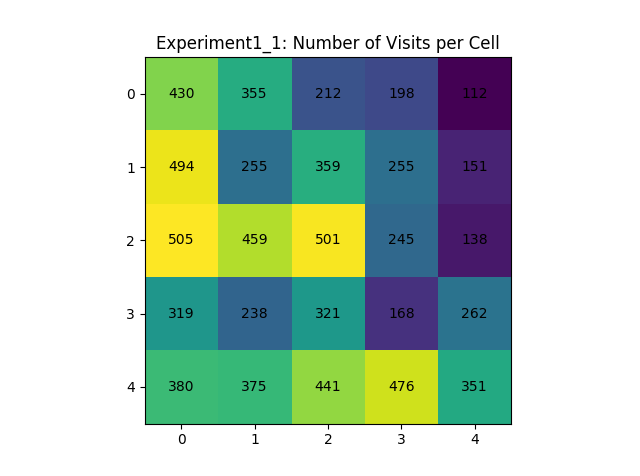 Experiment1_1: Number of Visits per Cell
0 430 355 212 198 112
1 494 255 359 255 151
2 505 459 501 245 138
3 319 238 321 168 262
4 380 375 441 476 351
0 1 2 3 4